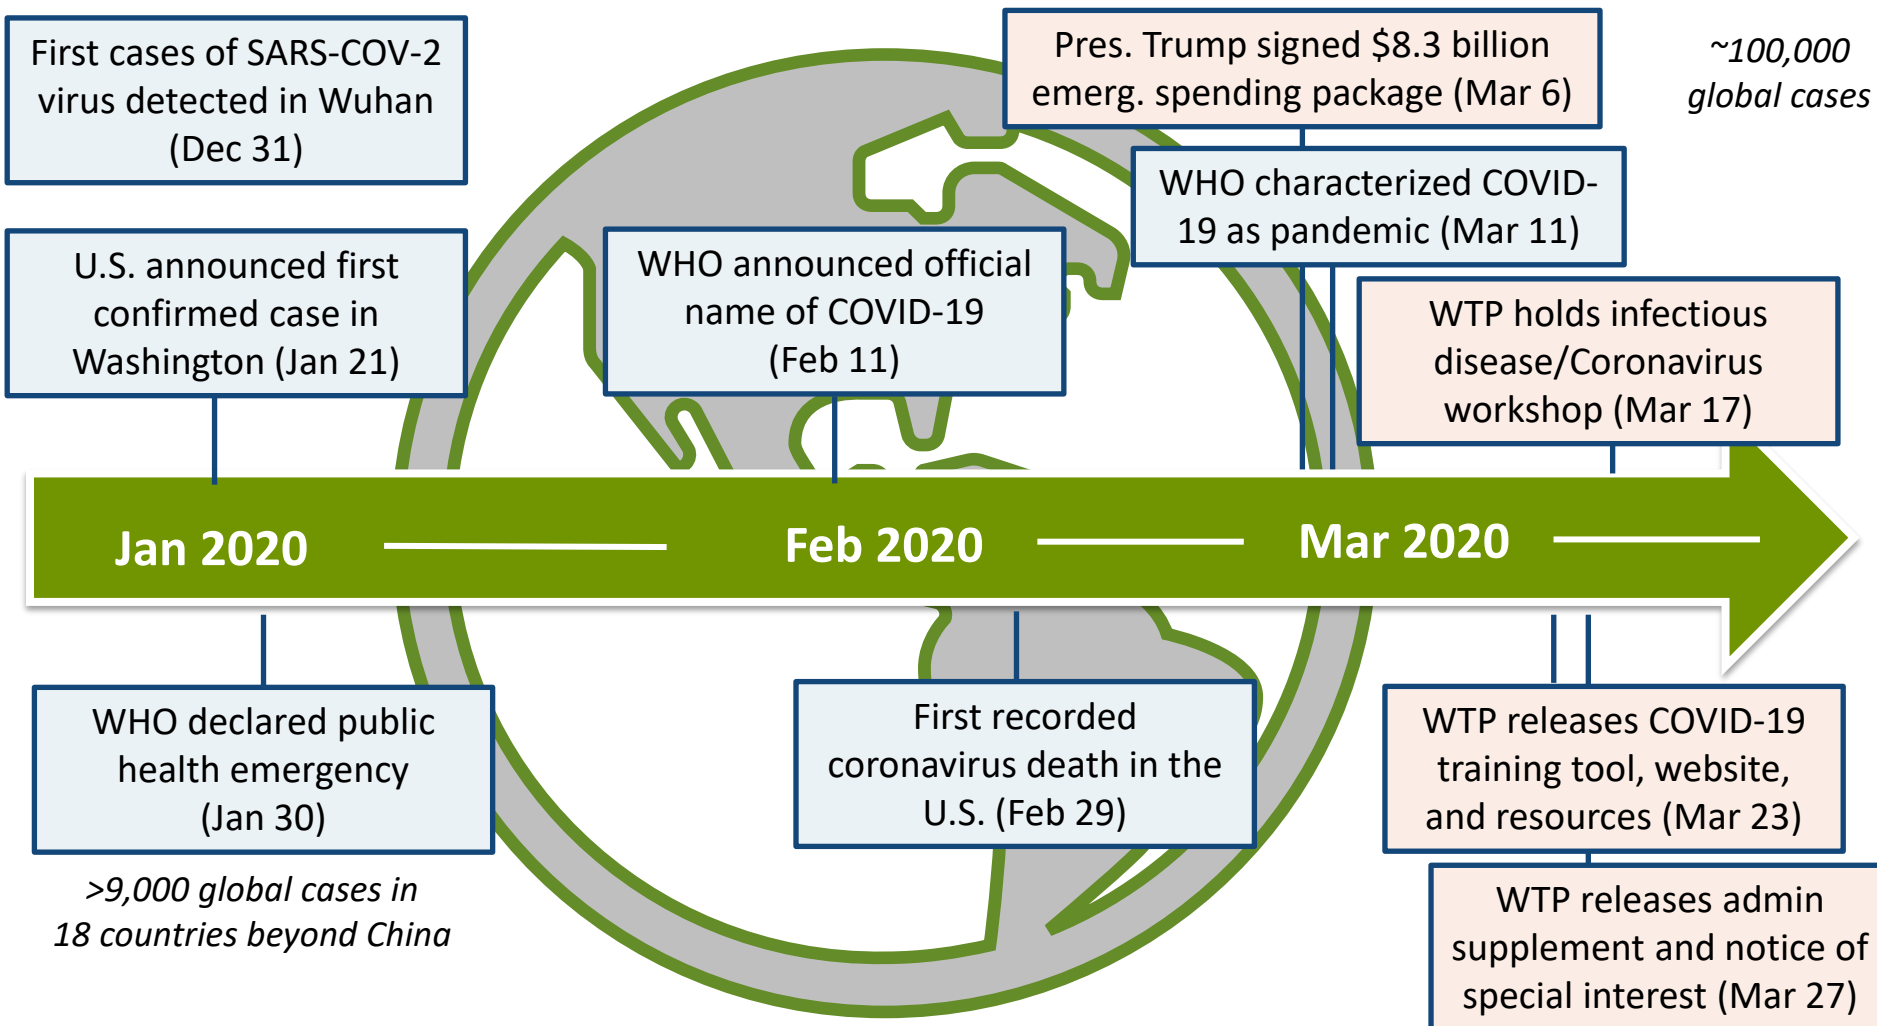 First cases of SARS-COV-2
virus detected in Wuhan
(Dec 31)
U.S. announced first
confirmed case in
Washington (Jan 21)
WHO announced official
name of COVID-19
(Feb 11)
Pres. Trump signed $8.3 billion
emerg. spending package (Mar 6)
~100,000
global cases
WHO characterized COVID-
19 as pandemic (Mar 11)
WTP holds infectious
disease/Coronavirus
workshop (Mar 17)
Jan 2020
Feb 2020
Mar 2020
WHO declared public
health emergency
(Jan 30)
>9,000 global cases in
18 countries beyond China
First recorded
coronavirus death in the
U.S. (Feb 29)
WTP releases COVID-19
training tool, website,
and resources (Mar 23)
WTP releases admin
supplement and notice of
special interest (Mar 27)